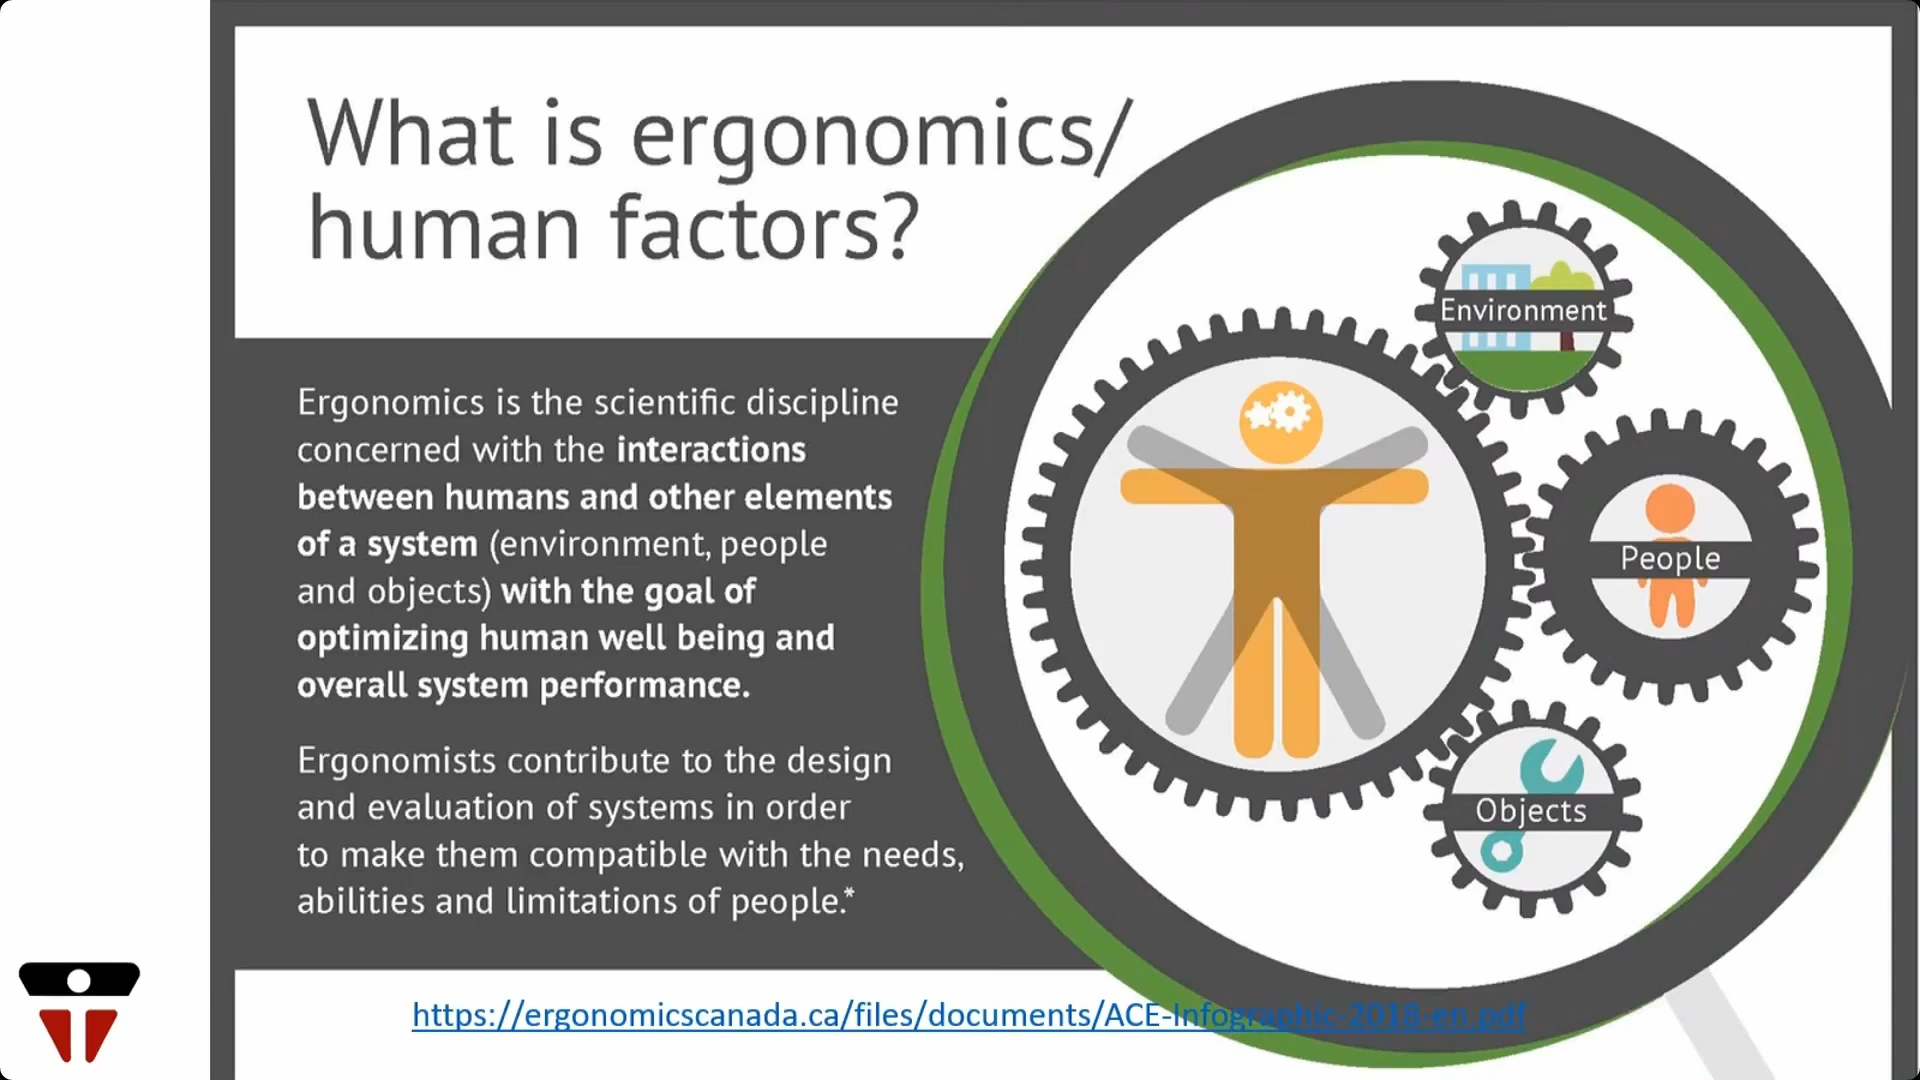 What is ergonomics/
human factors?
Ergonomics is the scientific discipline
concerned with the interactions
between humans and other elements
of a system (environment, people
and objects) with the goal of
optimizing human well being and
overall system performance.
Ergonomists contribute to the design
and evaluation of systems in order
to make them compatible with the needs,
abilities and limitations of people.*
Environment
People
Objects
https://ergonomicscanada.ca/files/documents/ACE-Infographic-2018-en.pdf